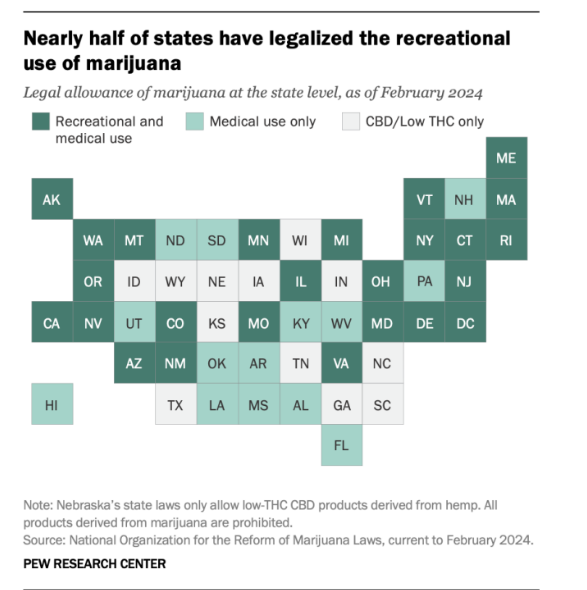 Nearly half of states have legalized the recreational
use of marijuana
Legal allowance of marijuana at the state level, as of February 2024
Recreational and
medical use
Medical use only
CBD/Low THC only
ME
AK VT NH MA
WA MT ND SD MN WI MI NY CT RI
OR ID WY NE IA IL IN OH PA NJ
CA NV UT CO KS MO KY WV MD DE DC
AZ NM OK AR TN VA NC
HI TX LA MS AL GA SC
FL
Note: Nebraska's state laws only allow low-THC CBD products derived from hemp. All
products derived from marijuana are prohibited.
Source: National Organization for the Reform of Marijuana Laws, current to February 2024.
PEW RESEARCH CENTER